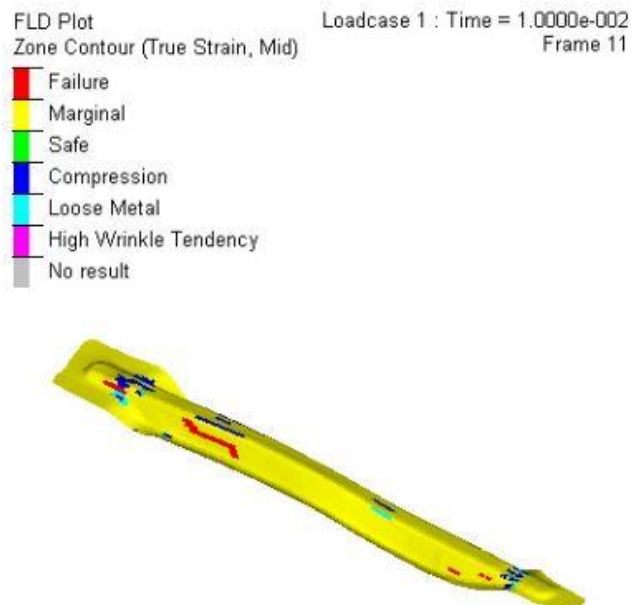 FLD Plot
Zone Contour (True Strain, Mid)
Loadcase 1 : Time = 1.0000e-002
Frame 11
Failure
Marginal
Safe
Compression
Loose Metal
High Wrinkle Tendency
No result